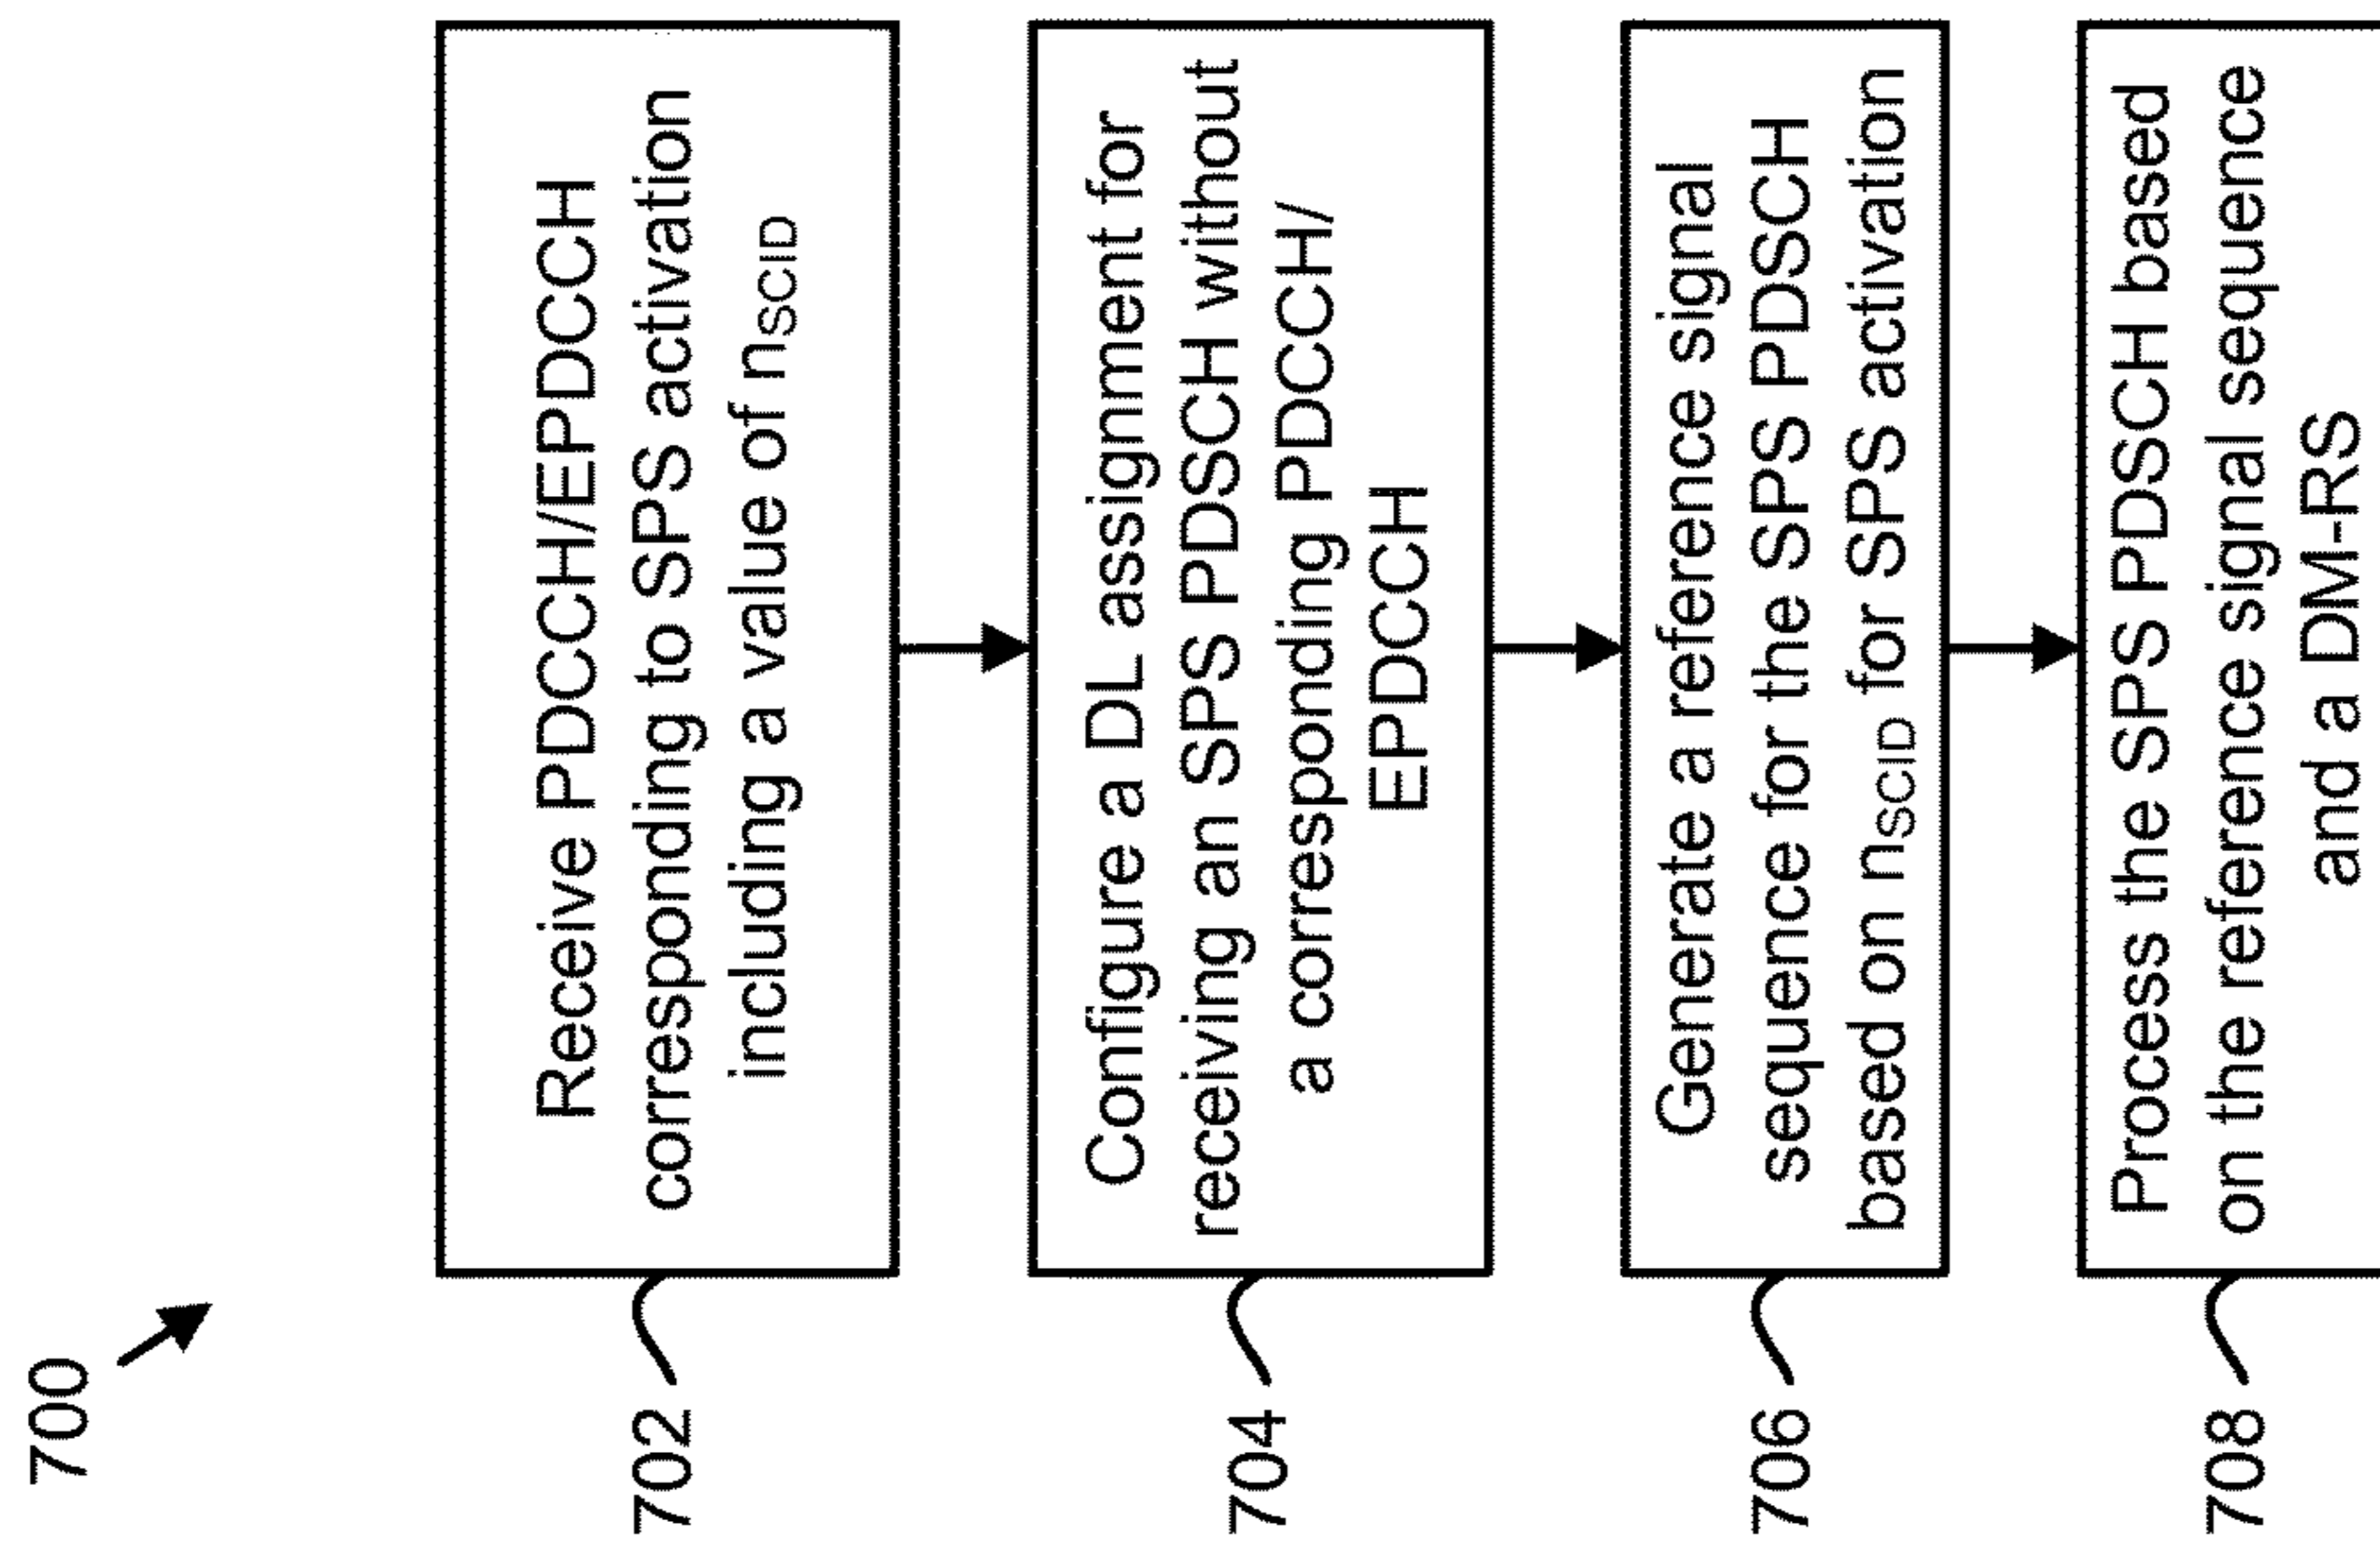 700
702
Receive PDCCH/EPDCCH
corresponding to SPS activation
including a value of nSCID
704
Configure a DL assignment for
receiving an SPS PDSCH without
a corresponding PDCCH/
EPDCCH
706
Generate a reference signal
sequence for the SPS PDSCH
based on nSCID for SPS activation
708
Process the SPS PDSCH based
on the reference signal sequence
and a DM-RS